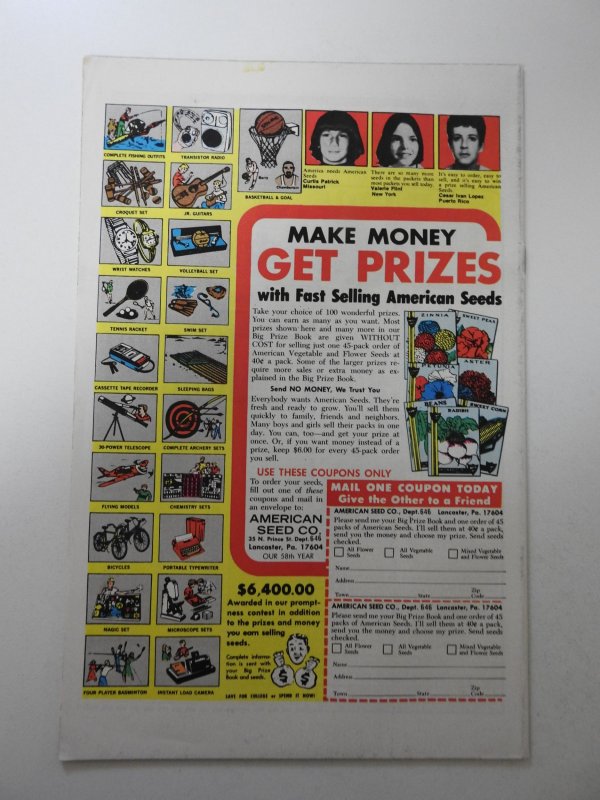 COMPLETE FISHING OUTFITS
TRANSISTOR RADIO
BASKETBALL & GOAL
America needs American
Seeds
Curtis Patrick
Missouri
There are so many more
seeds in the packets than
most packets you sell today.
Valerie Flint
New York
It's easy to order, easy to
sell, and it's easy to win
a prize selling American
Seeds.
Cesar Ivan Lopez
Puerto Rico
CROQUET SET
JR. GUITARS
WRIST WATCHES
VOLLEYBALL SET
TENNIS RACKET
SWIM SET
CASSETTE TAPE RECORDER
SLEEPING BAGS
30-POWER TELESCOPE
COMPLETE ARCHERY SETS
FLYING MODELS
CHEMISTRY SETS
BICYCLES
PORTABLE TYPEWRITER
MAGIC SET
MICROSCOPE SETS
FOUR PLAYER BADMINTON
INSTANT LOAD CAMERA
MAKE MONEY
GET PRIZES
with Fast Selling American Seeds
Take your choice of 100 wonderful prizes.
You can earn as many as you want. Most
prizes shown here and many more in our
Big Prize Book are given WITHOUT
COST for selling just one 45-pack order of
American Vegetable and Flower Seeds at
40¢ a pack. Some of the larger prizes re-
quire more sales or extra money as ex-
plained in the Big Prize Book.
Send NO MONEY, We Trust You
Everybody wants American Seeds. They're
fresh and ready to grow. You'll sell them
quickly to family, friends and neighbors.
Many boys and girls sell their packs in one
day. You can, too—and get your prize at
once. Or, if you want money instead of a
prize, keep $6.00 for every 45-pack order
you sell.
ZINNIA
SWEET PEAS
PETUNIA
ASTER
BEANS
RADISH
SWEET CORN
USE THESE COUPONS ONLY
To order your seeds,
fill out one of these
coupons and mail in
an envelope to:
AMERICAN
SEED CO.
35 N. Prince St. Dept. 646
Lancaster, Pa. 17604
OUR 58th YEAR
$6,400.00
Awarded in our prompt-
ness contest in addition
to the prizes and money
you earn selling
seeds.
Complete informa-
tion is sent with
your Big Prize
Book and seeds.
$ $
SAVE FOR COLLEGE or SPEND IT NOW!
MAIL ONE COUPON TODAY
Give the Other to a Friend
AMERICAN SEED CO., Dept. 646 Lancaster, Pa. 17604
Please send me your Big Prize Book and one order of 45
packs of American Seeds. I'll sell them at 40¢ a pack,
send you the money and choose my prize. Send seeds
checked.
All Flower Seeds
All Vegetable Seeds
Mixed Vegetable and Flower Seeds
Name
Address
Town State Zip Code
AMERICAN SEED CO., Dept. 646 Lancaster, Pa. 17604
Please send me your Big Prize Book and one order of 45
packs of American Seeds. I'll sell them at 40¢ a pack,
send you the money and choose my prize. Send seeds
checked.
All Flower Seeds
All Vegetable Seeds
Mixed Vegetable and Flower Seeds
Name
Address
Town State Zip Code